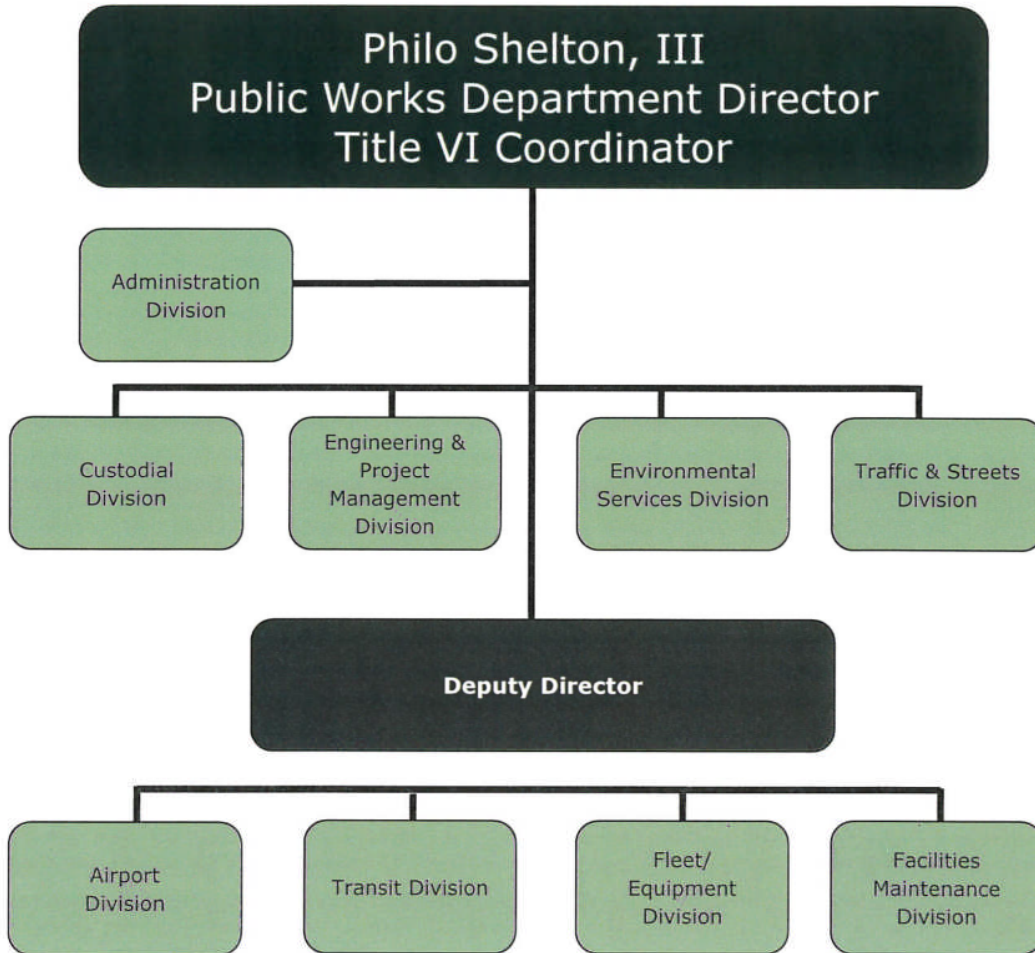 Philo Shelton, III
Public Works Department Director
Title VI Coordinator
Administration
Division
Custodial
Division
Engineering &
Project
Management
Division
Environmental
Services Division
Traffic & Streets
Division
Deputy Director
Airport
Division
Transit Division
Fleet/
Equipment
Division
Facilities
Maintenance
Division